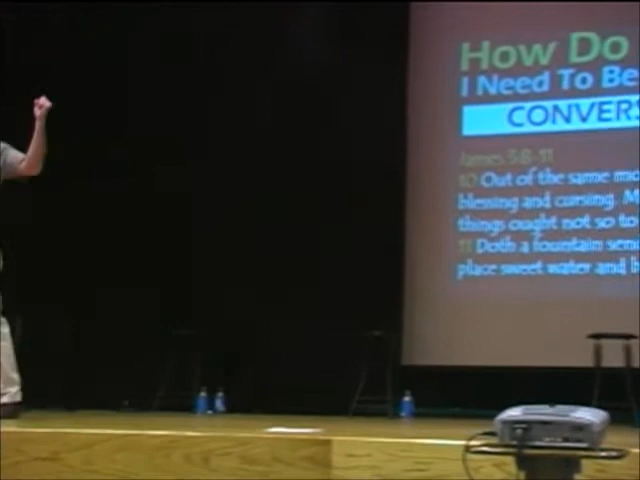 How Do
I Need To Be
CONVERS
James 5:8-11
10 Out of the same mo
blessing and cursing. M
things ought not so to
11 Doth a fountain sen
place sweet water and b